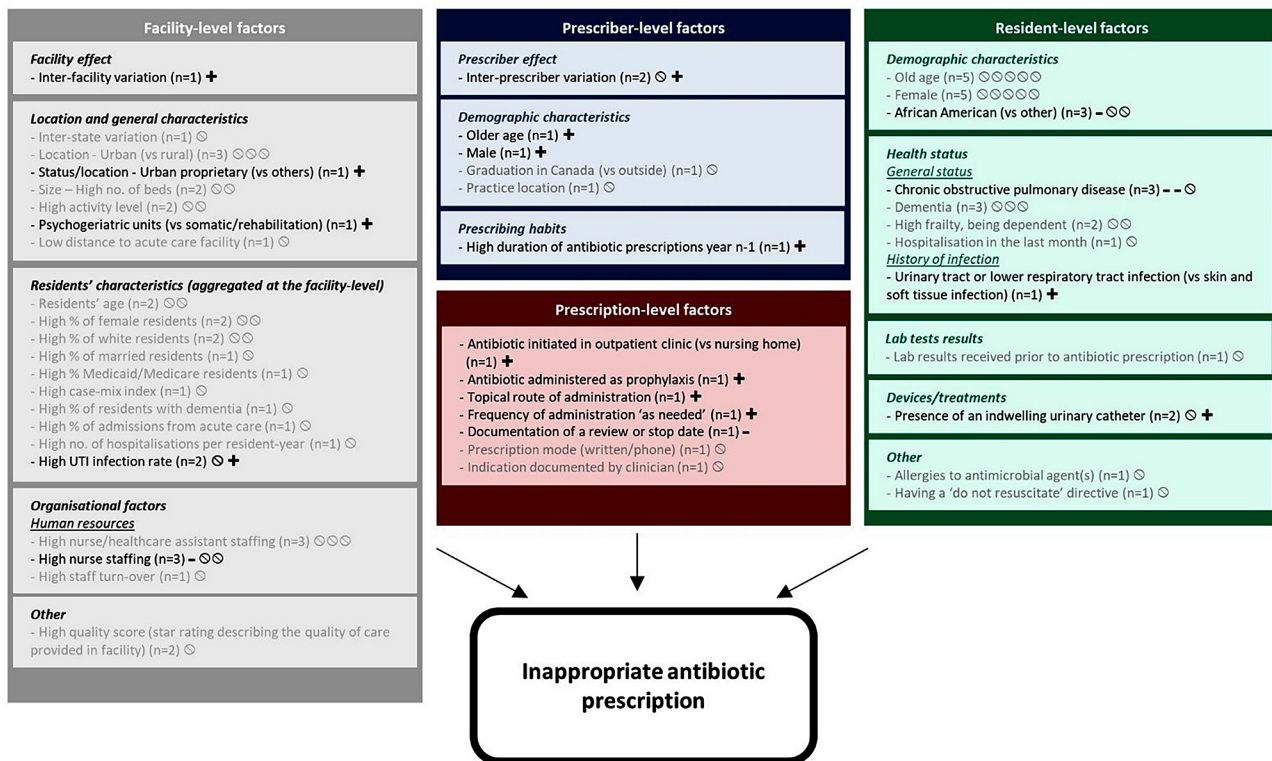 Facility-level factors
Facility effect
- Inter-facility variation (n=1) +
Location and general characteristics
- Inter-state variation (n=1) ⃠
- Location - Urban (vs rural) (n=3) ⃠ ⃠ ⃠
- Status/location - Urban proprietary (vs others) (n=1) +
- Size – High no. of beds (n=2) ⃠ ⃠
- High activity level (n=2) ⃠ ⃠
- Psychogeriatric units (vs somatic/rehabilitation) (n=1) +
- Low distance to acute care facility (n=1) ⃠
Residents' characteristics (aggregated at the facility-level)
- Residents' age (n=2) ⃠ ⃠
- High % of female residents (n=2) ⃠ ⃠
- High % of white residents (n=2) ⃠ ⃠
- High % of married residents (n=1) ⃠
- High % Medicaid/Medicare residents (n=1) ⃠
- High case-mix index (n=1) ⃠
- High % of residents with dementia (n=1) ⃠
- High % of admissions from acute care (n=1) ⃠
- High no. of hospitalisations per resident-year (n=1) ⃠
- High UTI infection rate (n=2) ⃠ +
Organisational factors
Human resources
- High nurse/healthcare assistant staffing (n=3) ⃠ ⃠ ⃠
- High nurse staffing (n=3) – ⃠ ⃠
- High staff turn-over (n=1) ⃠
Other
- High quality score (star rating describing the quality of care
provided in facility) (n=2) ⃠
Prescriber-level factors
Prescriber effect
- Inter-prescriber variation (n=2) ⃠ +
Demographic characteristics
- Older age (n=1) +
- Male (n=1) +
- Graduation in Canada (vs outside) (n=1) ⃠
- Practice location (n=1) ⃠
Prescribing habits
- High duration of antibiotic prescriptions year n-1 (n=1) +
Prescription-level factors
- Antibiotic initiated in outpatient clinic (vs nursing home)
(n=1) +
- Antibiotic administered as prophylaxis (n=1) +
- Topical route of administration (n=1) +
- Frequency of administration 'as needed' (n=1) +
- Documentation of a review or stop date (n=1) –
- Prescription mode (written/phone) (n=1) ⃠
- Indication documented by clinician (n=1) ⃠
Resident-level factors
Demographic characteristics
- Old age (n=5) ⃠ ⃠ ⃠ ⃠ ⃠
- Female (n=5) ⃠ ⃠ ⃠ ⃠ ⃠
- African American (vs other) (n=3) – ⃠ ⃠
Health status
General status
- Chronic obstructive pulmonary disease (n=3) – – ⃠
- Dementia (n=3) ⃠ ⃠ ⃠
- High frailty, being dependent (n=2) ⃠ ⃠
- Hospitalisation in the last month (n=1) ⃠
History of infection
- Urinary tract or lower respiratory tract infection (vs skin and
soft tissue infection) (n=1) +
Lab tests results
- Lab results received prior to antibiotic prescription (n=1) ⃠
Devices/treatments
- Presence of an indwelling urinary catheter (n=2) ⃠ +
Other
- Allergies to antimicrobial agent(s) (n=1) ⃠
- Having a 'do not resuscitate' directive (n=1) ⃠
Inappropriate antibiotic
prescription